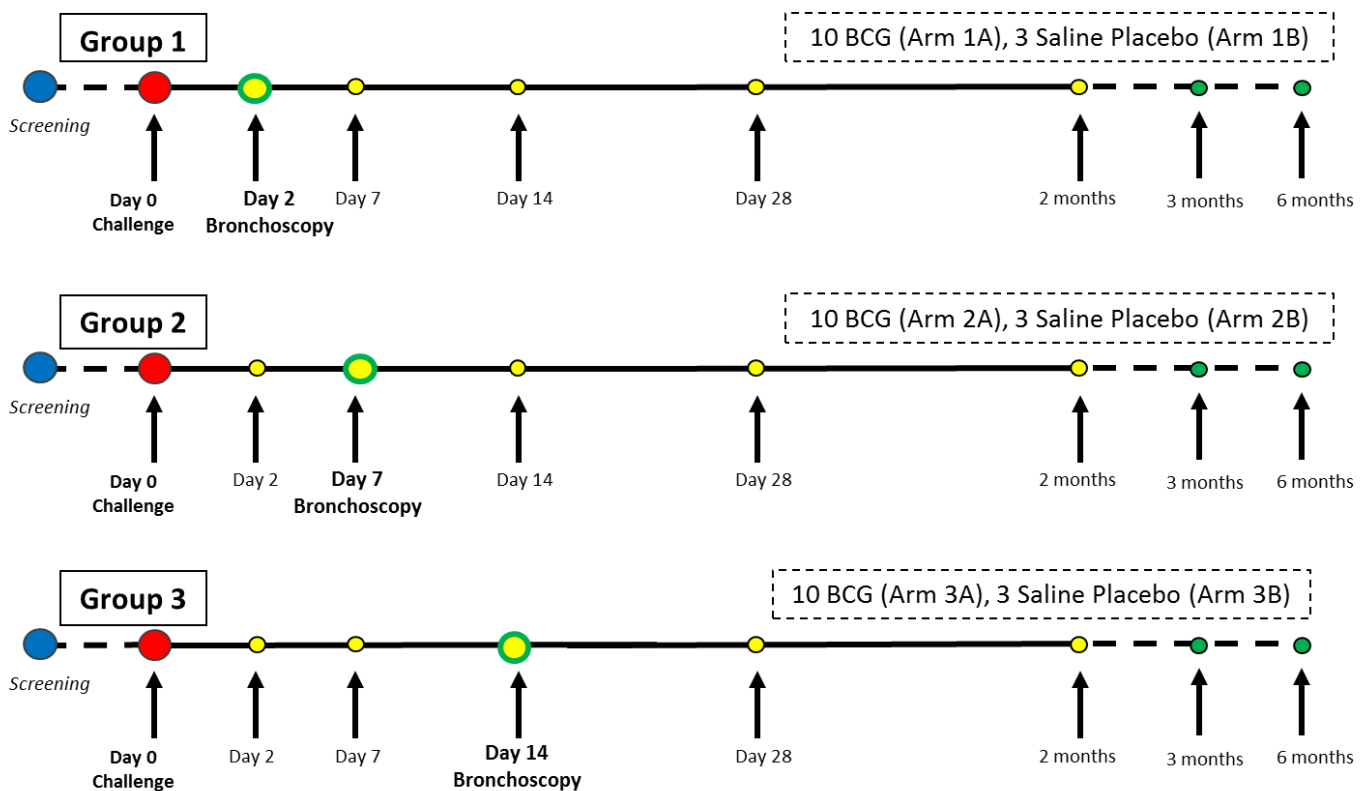 Group 1
10 BCG (Arm 1A), 3 Saline Placebo (Arm 1B)
Screening
Day 0
Challenge
Day 2
Bronchoscopy
Day 7
Day 14
Day 28
2 months
3 months
6 months
Group 2
10 BCG (Arm 2A), 3 Saline Placebo (Arm 2B)
Screening
Day 0
Challenge
Day 2
Day 7
Bronchoscopy
Day 14
Day 28
2 months
3 months
6 months
Group 3
10 BCG (Arm 3A), 3 Saline Placebo (Arm 3B)
Screening
Day 0
Challenge
Day 2
Day 7
Day 14
Bronchoscopy
Day 28
2 months
3 months
6 months